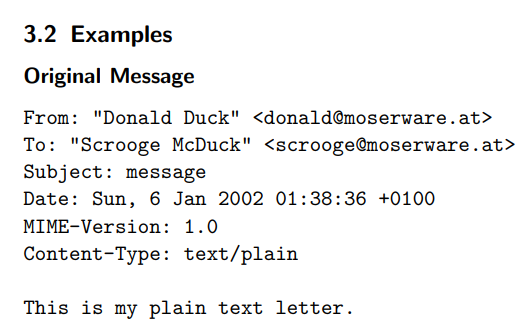 3.2 Examples
Original Message
From: "Donald Duck" <donald@moserware.at>
To: "Scrooge McDuck" <scrooge@moserware.at>
Subject: message
Date: Sun, 6 Jan 2002 01:38:36 +0100
MIME-Version: 1.0
Content-Type: text/plain
This is my plain text letter.